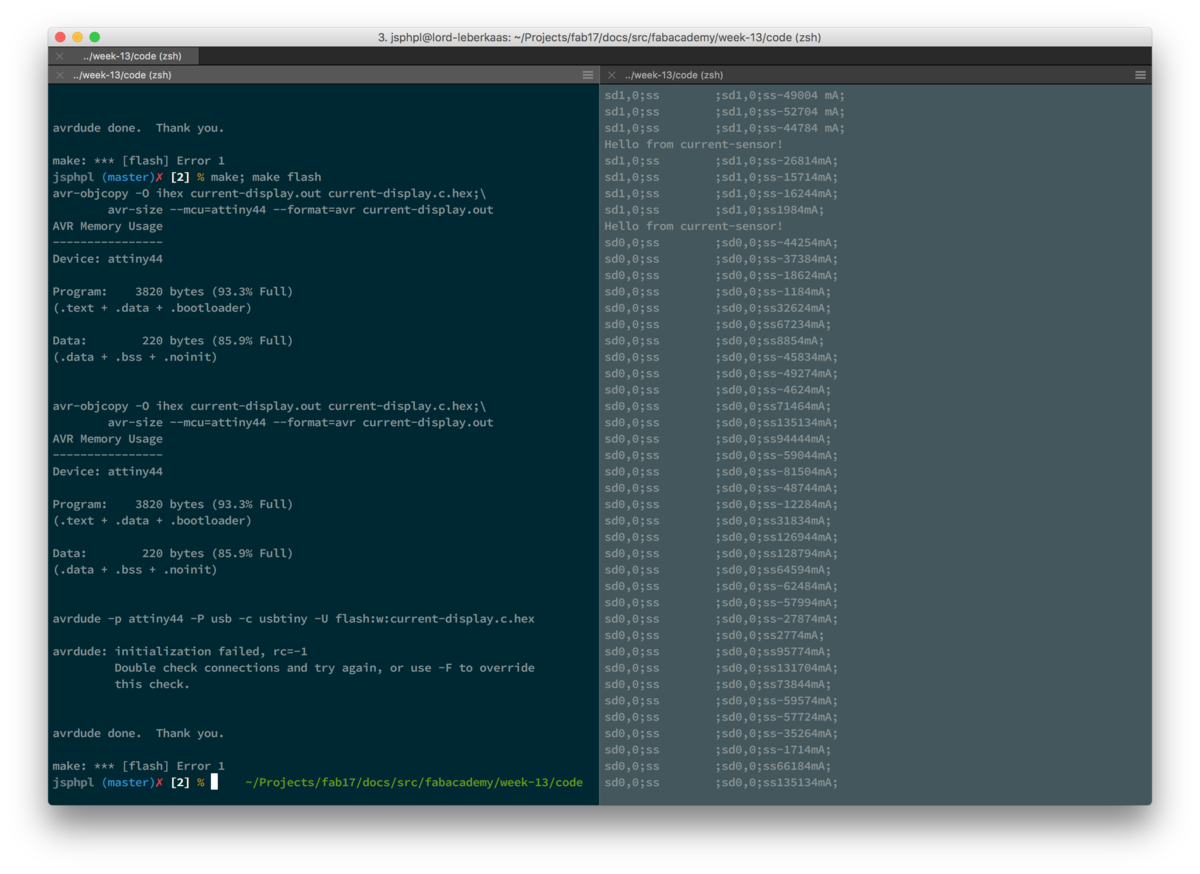 3. jsphpl@lord-leberkaas: ~/Projects/fab17/docs/src/fabacademy/week-13/code (zsh)
../week-13/code (zsh)
../week-13/code (zsh)
avrdude done.  Thank you.
make: *** [flash] Error 1
jsphpl (master)✗ [2] % make; make flash
avr-objcopy -O ihex current-display.out current-display.c.hex;\
        avr-size --mcu=attiny44 --format=avr current-display.out
AVR Memory Usage
----------------
Device: attiny44
Program:    3820 bytes (93.3% Full)
(.text + .data + .bootloader)
Data:        220 bytes (85.9% Full)
(.data + .bss + .noinit)
avr-objcopy -O ihex current-display.out current-display.c.hex;\
        avr-size --mcu=attiny44 --format=avr current-display.out
AVR Memory Usage
----------------
Device: attiny44
Program:    3820 bytes (93.3% Full)
(.text + .data + .bootloader)
Data:        220 bytes (85.9% Full)
(.data + .bss + .noinit)
avrdude -p attiny44 -P usb -c usbtiny -U flash:w:current-display.c.hex
avrdude: initialization failed, rc=-1
         Double check connections and try again, or use -F to override
         this check.
avrdude done.  Thank you.
make: *** [flash] Error 1
jsphpl (master)✗ [2] %     ~/Projects/fab17/docs/src/fabacademy/week-13/code
../week-13/code (zsh)
sd1,0;ss        ;sd1,0;ss-49004 mA;
sd1,0;ss        ;sd1,0;ss-52704 mA;
sd1,0;ss        ;sd1,0;ss-44784 mA;
Hello from current-sensor!
sd1,0;ss        ;sd1,0;ss-26814mA;
sd1,0;ss        ;sd1,0;ss-15714mA;
sd1,0;ss        ;sd1,0;ss-16244mA;
sd1,0;ss        ;sd1,0;ss1984mA;
Hello from current-sensor!
sd0,0;ss        ;sd0,0;ss-44254mA;
sd0,0;ss        ;sd0,0;ss-37384mA;
sd0,0;ss        ;sd0,0;ss-18624mA;
sd0,0;ss        ;sd0,0;ss-1184mA;
sd0,0;ss        ;sd0,0;ss32624mA;
sd0,0;ss        ;sd0,0;ss67234mA;
sd0,0;ss        ;sd0,0;ss8854mA;
sd0,0;ss        ;sd0,0;ss-45834mA;
sd0,0;ss        ;sd0,0;ss-49274mA;
sd0,0;ss        ;sd0,0;ss-4624mA;
sd0,0;ss        ;sd0,0;ss71464mA;
sd0,0;ss        ;sd0,0;ss135134mA;
sd0,0;ss        ;sd0,0;ss94444mA;
sd0,0;ss        ;sd0,0;ss-59044mA;
sd0,0;ss        ;sd0,0;ss-81504mA;
sd0,0;ss        ;sd0,0;ss-48744mA;
sd0,0;ss        ;sd0,0;ss-12284mA;
sd0,0;ss        ;sd0,0;ss31834mA;
sd0,0;ss        ;sd0,0;ss126944mA;
sd0,0;ss        ;sd0,0;ss128794mA;
sd0,0;ss        ;sd0,0;ss64594mA;
sd0,0;ss        ;sd0,0;ss-62484mA;
sd0,0;ss        ;sd0,0;ss-57994mA;
sd0,0;ss        ;sd0,0;ss-27874mA;
sd0,0;ss        ;sd0,0;ss2774mA;
sd0,0;ss        ;sd0,0;ss95774mA;
sd0,0;ss        ;sd0,0;ss131704mA;
sd0,0;ss        ;sd0,0;ss73844mA;
sd0,0;ss        ;sd0,0;ss-59574mA;
sd0,0;ss        ;sd0,0;ss-57724mA;
sd0,0;ss        ;sd0,0;ss-35264mA;
sd0,0;ss        ;sd0,0;ss-1714mA;
sd0,0;ss        ;sd0,0;ss66184mA;
sd0,0;ss        ;sd0,0;ss135134mA;